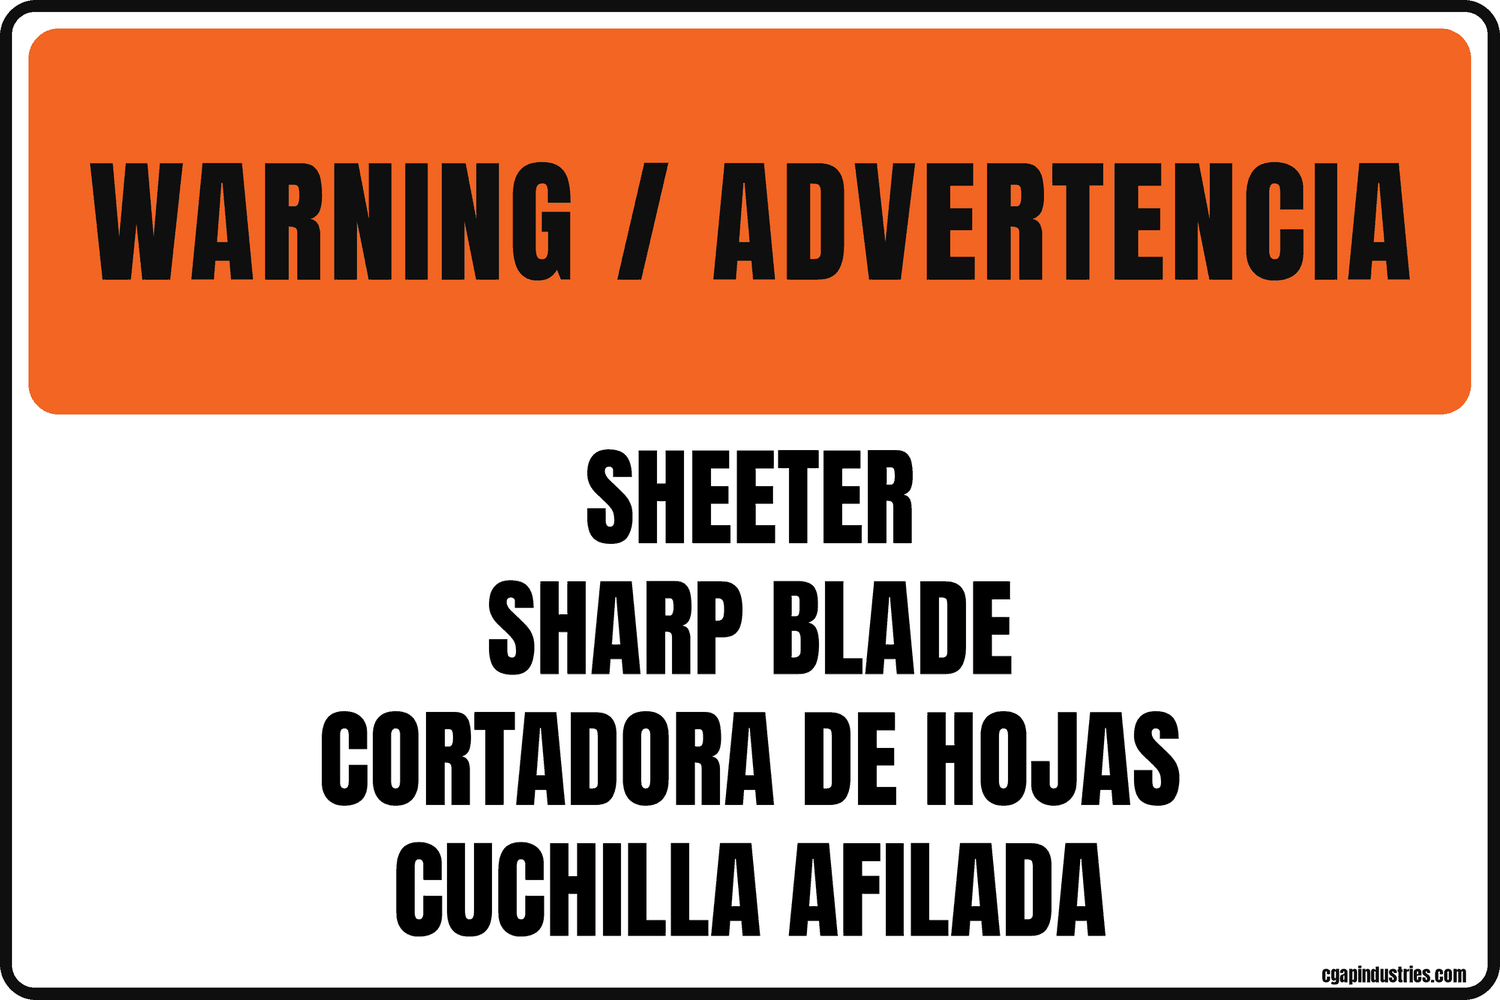 WARNING / ADVERTENCIA
SHEETER
SHARP BLADE
CORTADORA DE HOJAS
CUCHILLA AFILADA
cgapindustries.com